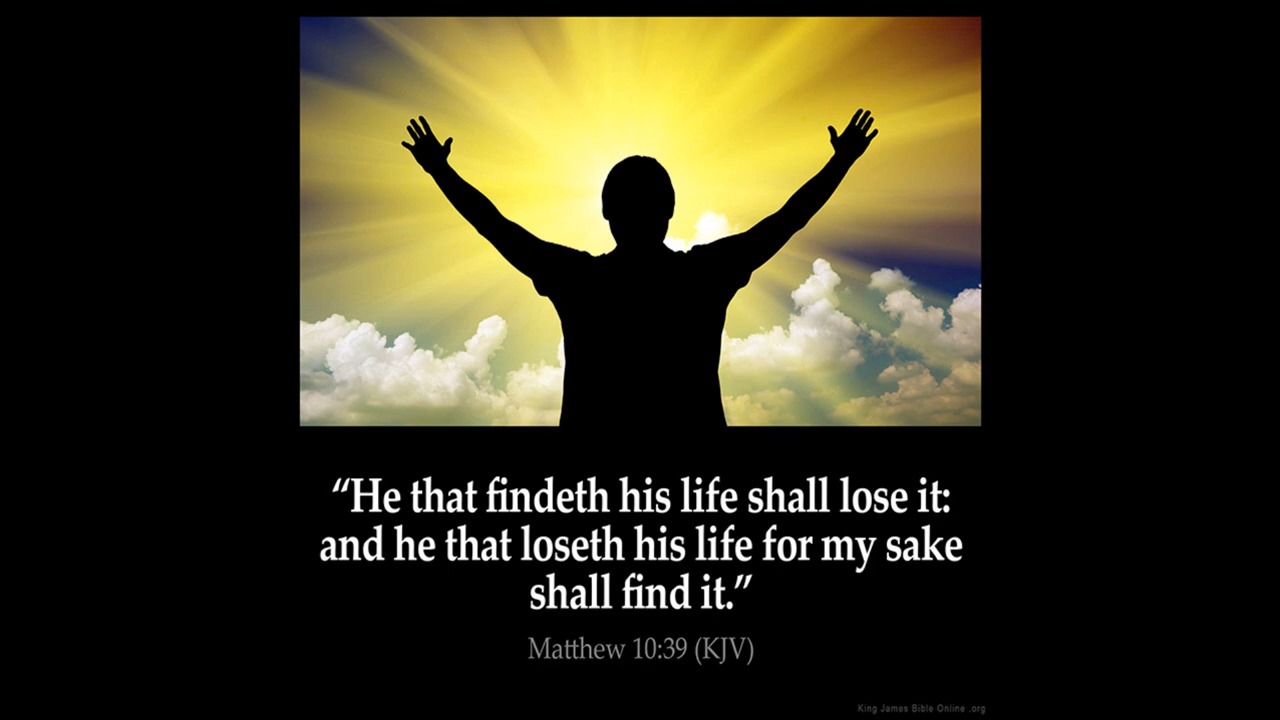 “He that findeth his life shall lose it:
and he that loseth his life for my sake
shall find it.”
Matthew 10:39 (KJV)
King James Bible Online .org